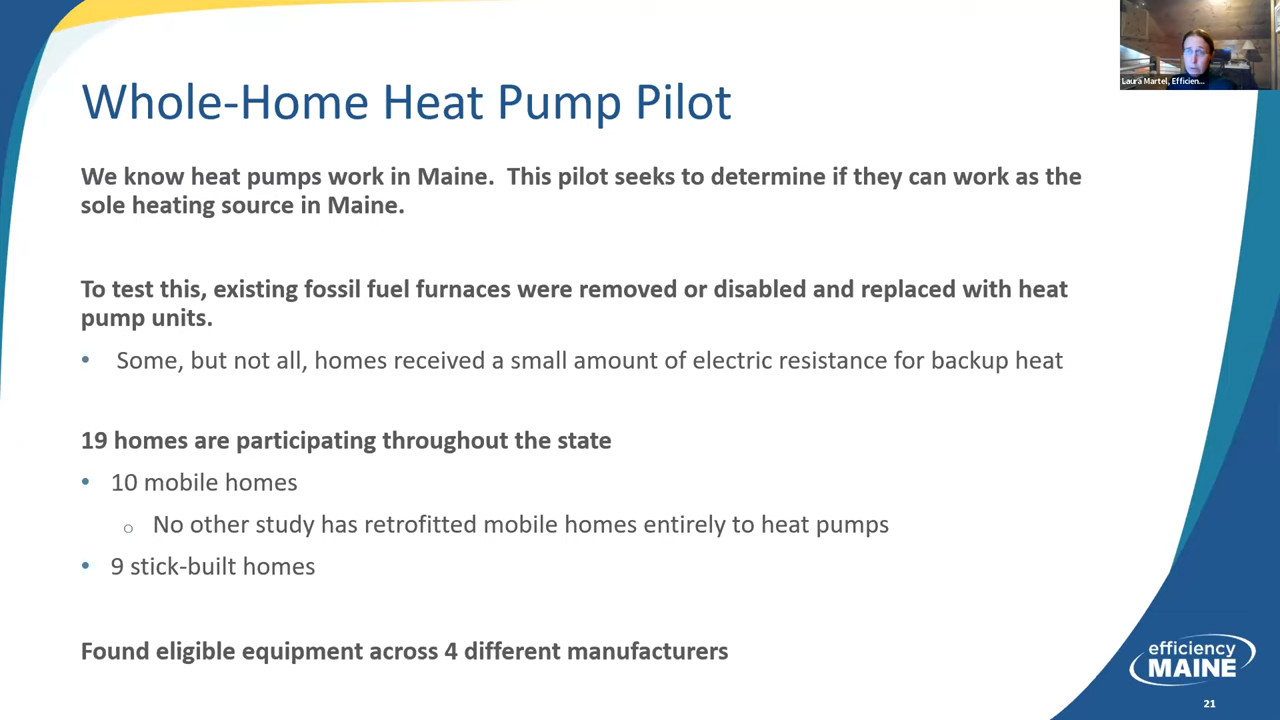 Laura Martel, Efficien...
Whole-Home Heat Pump Pilot
We know heat pumps work in Maine.  This pilot seeks to determine if they can work as the
sole heating source in Maine.
To test this, existing fossil fuel furnaces were removed or disabled and replaced with heat
pump units.
• Some, but not all, homes received a small amount of electric resistance for backup heat
19 homes are participating throughout the state
• 10 mobile homes
○ No other study has retrofitted mobile homes entirely to heat pumps
• 9 stick-built homes
Found eligible equipment across 4 different manufacturers
efficiency
MAINE
21